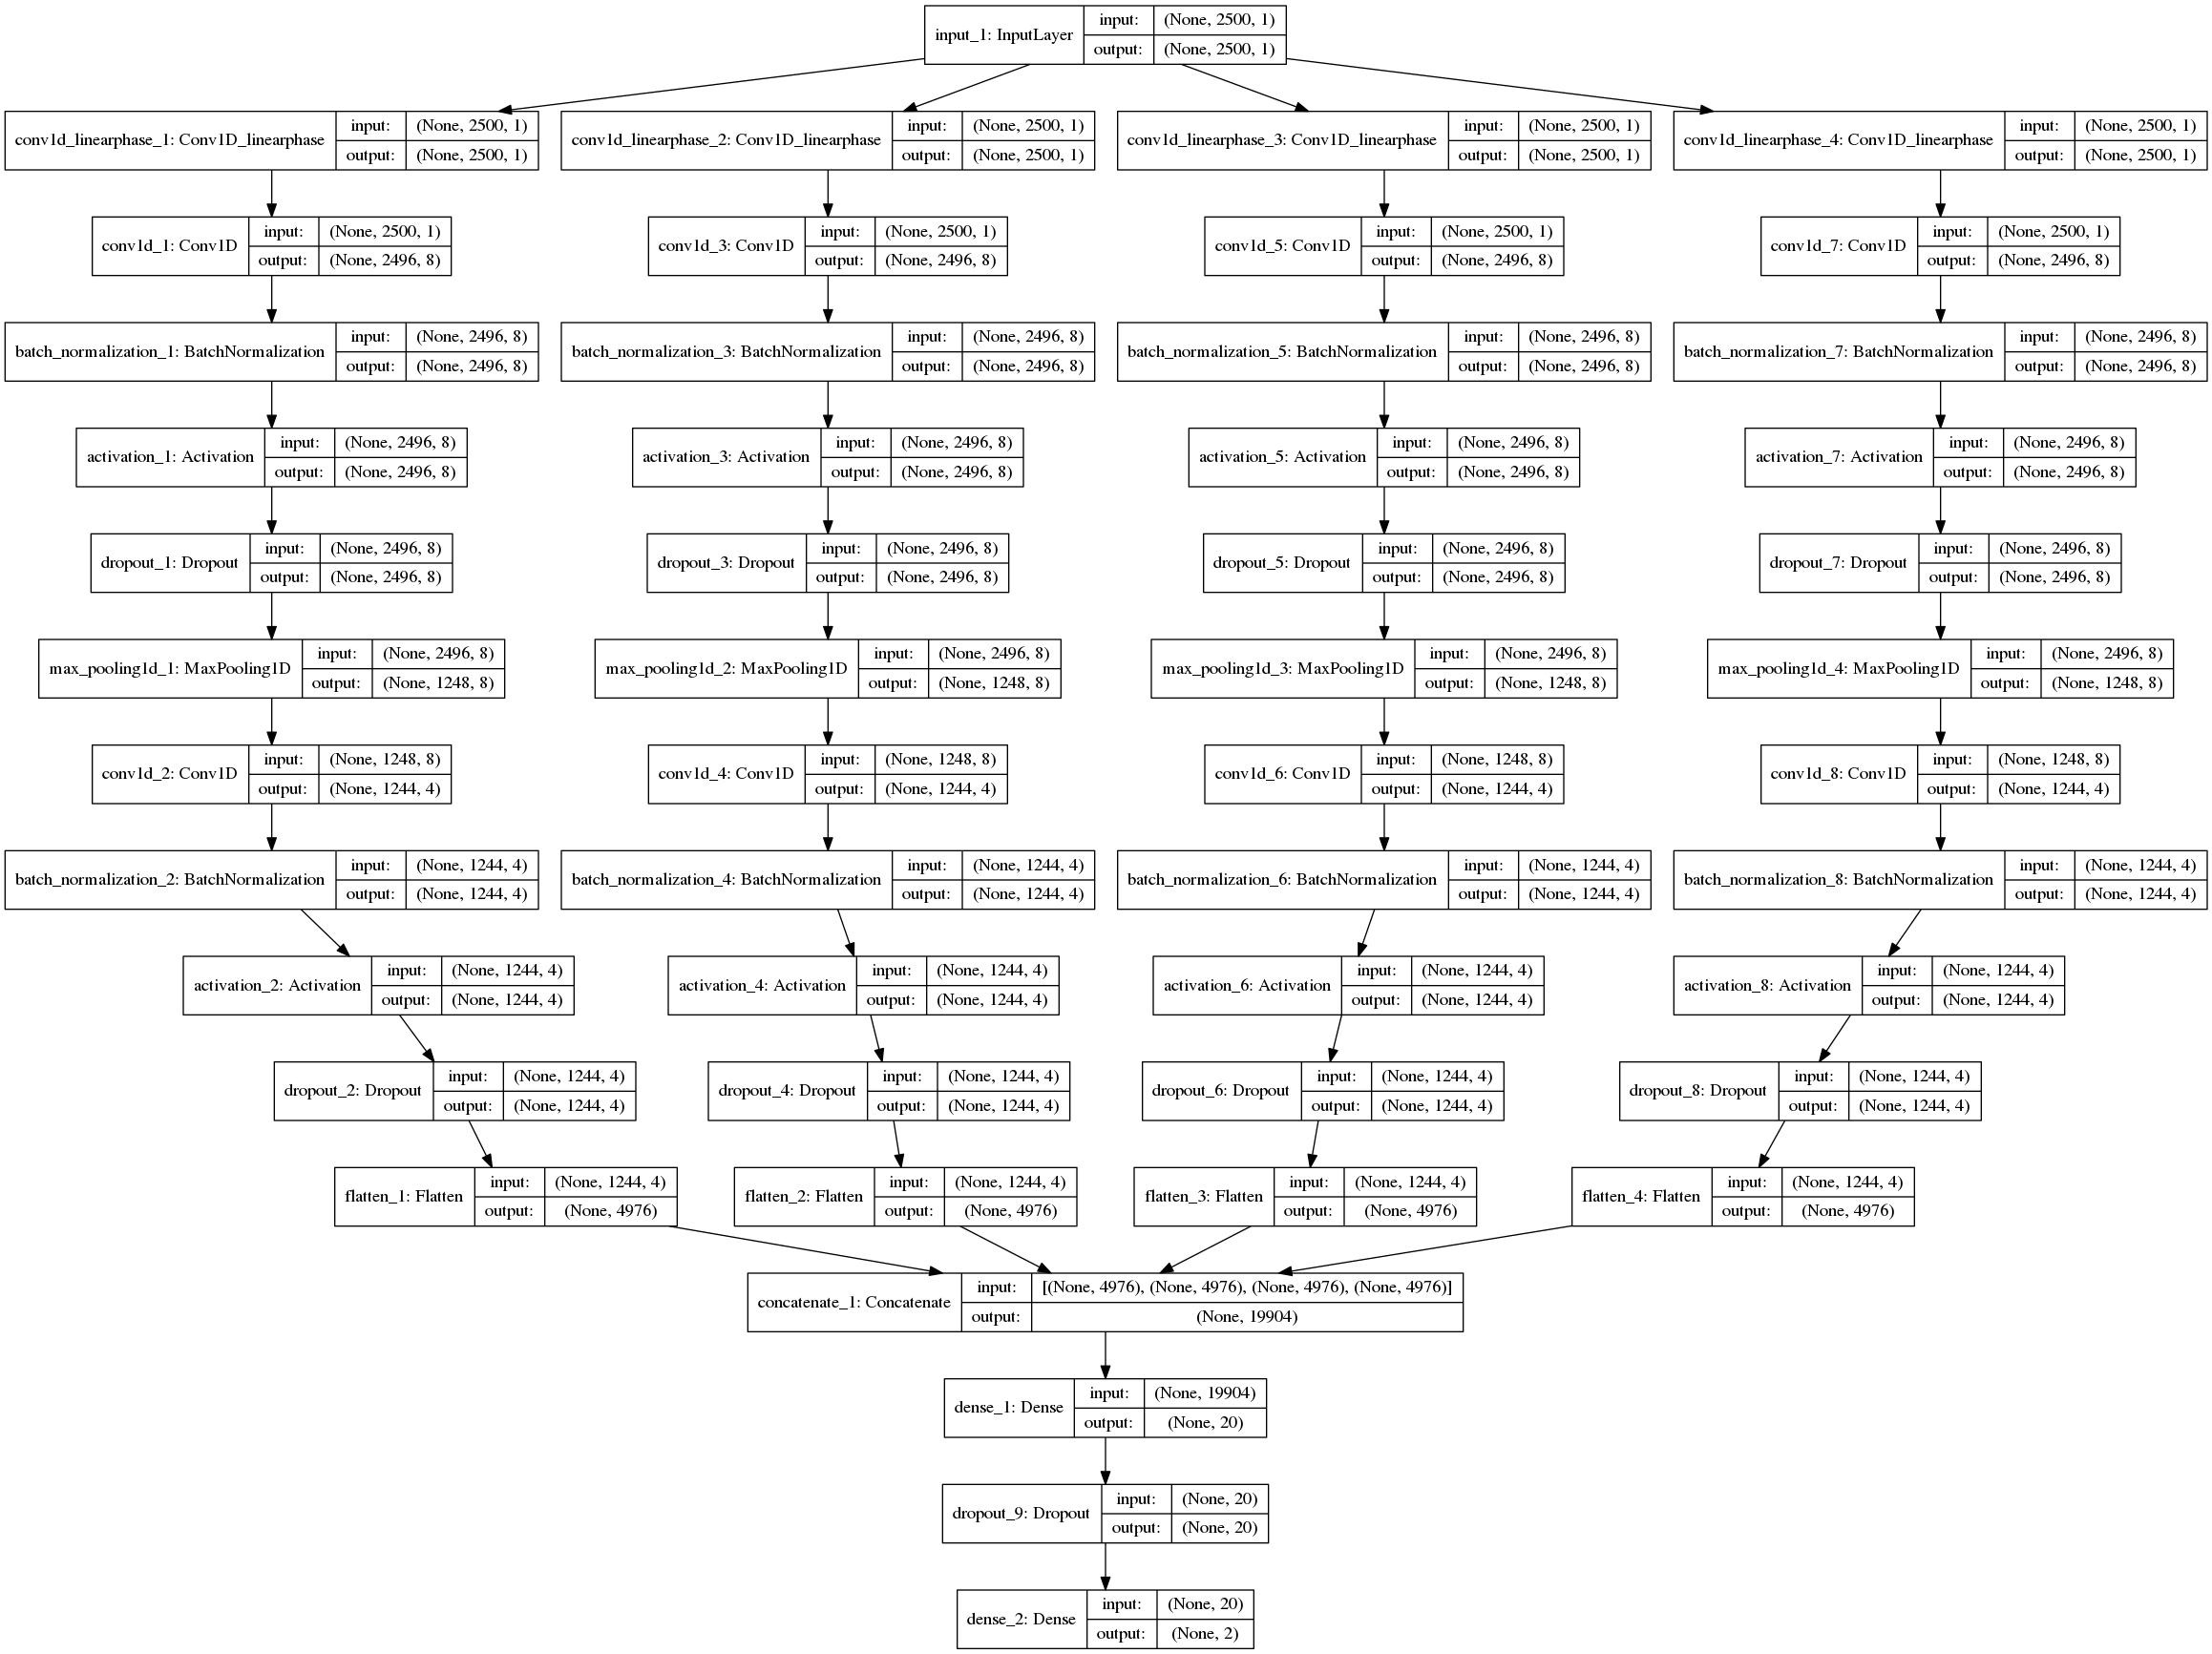 input_1: InputLayer input: (None, 2500, 1)
output: (None, 2500, 1)
conv1d_linearphase_1: Conv1D_linearphase input: (None, 2500, 1)
output: (None, 2500, 1)
conv1d_linearphase_2: Conv1D_linearphase input: (None, 2500, 1)
output: (None, 2500, 1)
conv1d_linearphase_3: Conv1D_linearphase input: (None, 2500, 1)
output: (None, 2500, 1)
conv1d_linearphase_4: Conv1D_linearphase input: (None, 2500, 1)
output: (None, 2500, 1)
conv1d_1: Conv1D input: (None, 2500, 1)
output: (None, 2496, 8)
conv1d_3: Conv1D input: (None, 2500, 1)
output: (None, 2496, 8)
conv1d_5: Conv1D input: (None, 2500, 1)
output: (None, 2496, 8)
conv1d_7: Conv1D input: (None, 2500, 1)
output: (None, 2496, 8)
batch_normalization_1: BatchNormalization input: (None, 2496, 8)
output: (None, 2496, 8)
batch_normalization_3: BatchNormalization input: (None, 2496, 8)
output: (None, 2496, 8)
batch_normalization_5: BatchNormalization input: (None, 2496, 8)
output: (None, 2496, 8)
batch_normalization_7: BatchNormalization input: (None, 2496, 8)
output: (None, 2496, 8)
activation_1: Activation input: (None, 2496, 8)
output: (None, 2496, 8)
activation_3: Activation input: (None, 2496, 8)
output: (None, 2496, 8)
activation_5: Activation input: (None, 2496, 8)
output: (None, 2496, 8)
activation_7: Activation input: (None, 2496, 8)
output: (None, 2496, 8)
dropout_1: Dropout input: (None, 2496, 8)
output: (None, 2496, 8)
dropout_3: Dropout input: (None, 2496, 8)
output: (None, 2496, 8)
dropout_5: Dropout input: (None, 2496, 8)
output: (None, 2496, 8)
dropout_7: Dropout input: (None, 2496, 8)
output: (None, 2496, 8)
max_pooling1d_1: MaxPooling1D input: (None, 2496, 8)
output: (None, 1248, 8)
max_pooling1d_2: MaxPooling1D input: (None, 2496, 8)
output: (None, 1248, 8)
max_pooling1d_3: MaxPooling1D input: (None, 2496, 8)
output: (None, 1248, 8)
max_pooling1d_4: MaxPooling1D input: (None, 2496, 8)
output: (None, 1248, 8)
conv1d_2: Conv1D input: (None, 1248, 8)
output: (None, 1244, 4)
conv1d_4: Conv1D input: (None, 1248, 8)
output: (None, 1244, 4)
conv1d_6: Conv1D input: (None, 1248, 8)
output: (None, 1244, 4)
conv1d_8: Conv1D input: (None, 1248, 8)
output: (None, 1244, 4)
batch_normalization_2: BatchNormalization input: (None, 1244, 4)
output: (None, 1244, 4)
batch_normalization_4: BatchNormalization input: (None, 1244, 4)
output: (None, 1244, 4)
batch_normalization_6: BatchNormalization input: (None, 1244, 4)
output: (None, 1244, 4)
batch_normalization_8: BatchNormalization input: (None, 1244, 4)
output: (None, 1244, 4)
activation_2: Activation input: (None, 1244, 4)
output: (None, 1244, 4)
activation_4: Activation input: (None, 1244, 4)
output: (None, 1244, 4)
activation_6: Activation input: (None, 1244, 4)
output: (None, 1244, 4)
activation_8: Activation input: (None, 1244, 4)
output: (None, 1244, 4)
dropout_2: Dropout input: (None, 1244, 4)
output: (None, 1244, 4)
dropout_4: Dropout input: (None, 1244, 4)
output: (None, 1244, 4)
dropout_6: Dropout input: (None, 1244, 4)
output: (None, 1244, 4)
dropout_8: Dropout input: (None, 1244, 4)
output: (None, 1244, 4)
flatten_1: Flatten input: (None, 1244, 4)
output: (None, 4976)
flatten_2: Flatten input: (None, 1244, 4)
output: (None, 4976)
flatten_3: Flatten input: (None, 1244, 4)
output: (None, 4976)
flatten_4: Flatten input: (None, 1244, 4)
output: (None, 4976)
concatenate_1: Concatenate input: [(None, 4976), (None, 4976), (None, 4976), (None, 4976)]
output: (None, 19904)
dense_1: Dense input: (None, 19904)
output: (None, 20)
dropout_9: Dropout input: (None, 20)
output: (None, 20)
dense_2: Dense input: (None, 20)
output: (None, 2)